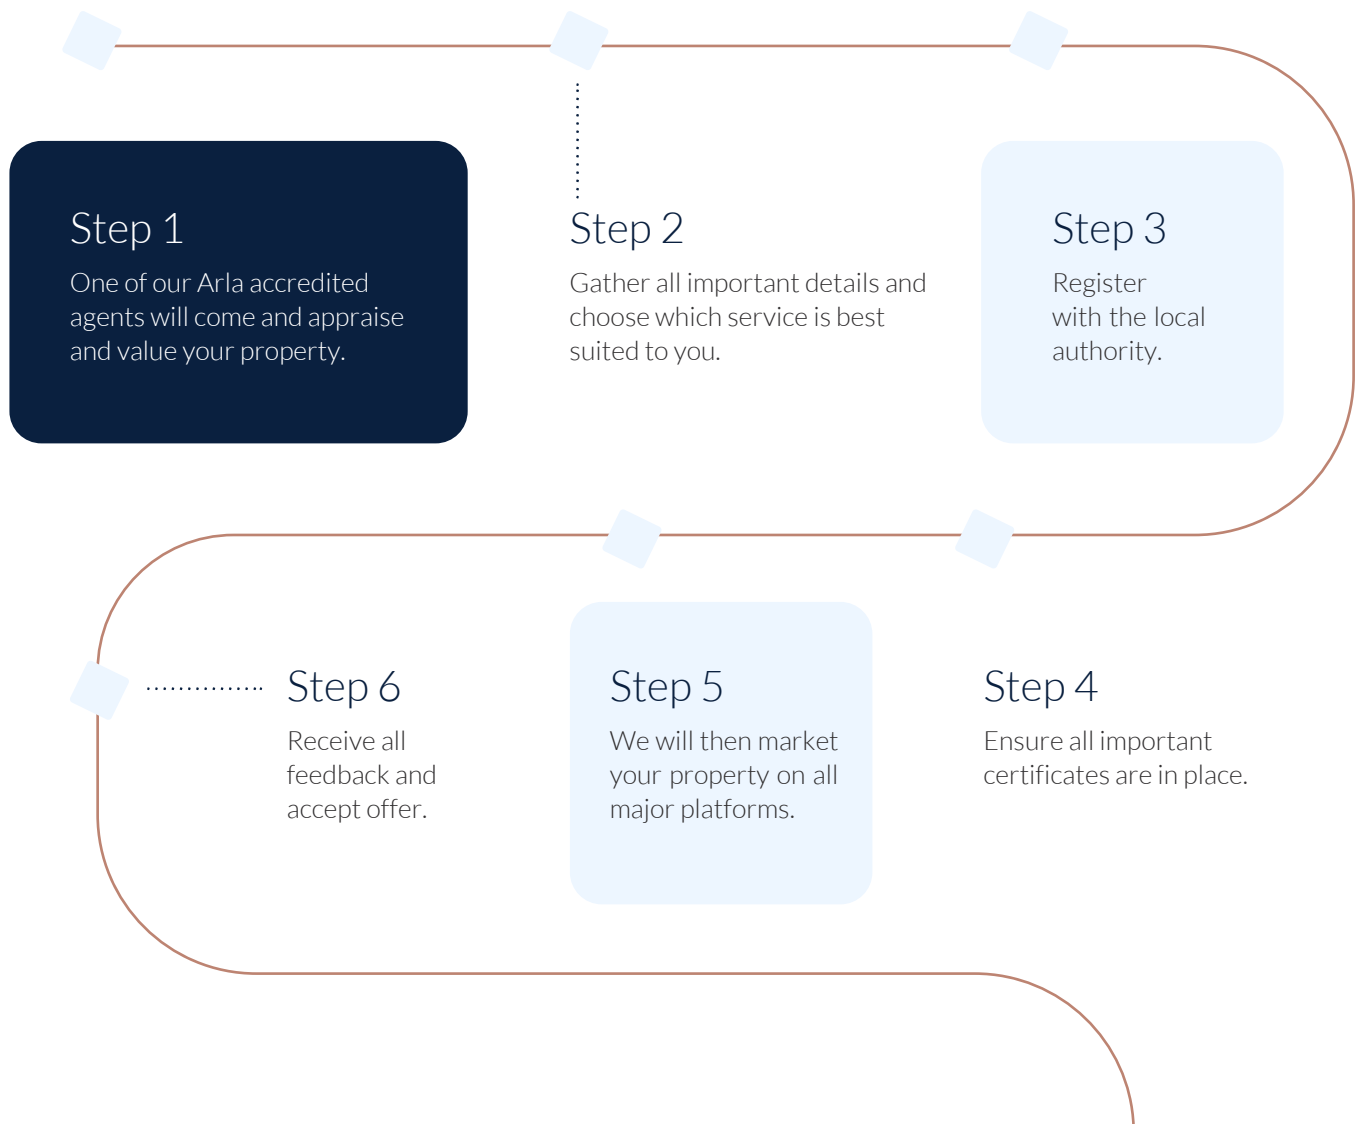 Step 1
One of our Arla accredited
agents will come and appraise
and value your property.
Step 2
Gather all important details and
choose which service is best
suited to you.
Step 3
Register
with the local
authority.
Step 4
Ensure all important
certificates are in place.
Step 5
We will then market
your property on all
major platforms.
Step 6
Receive all
feedback and
accept offer.